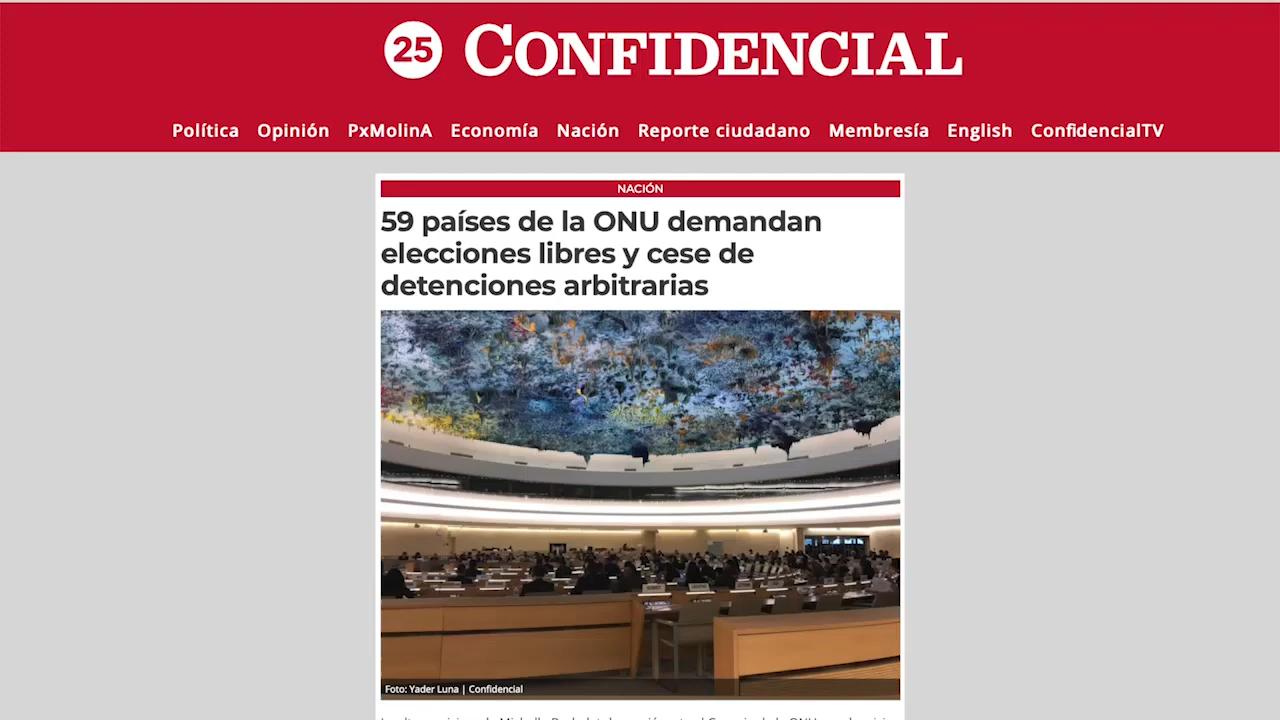 25 CONFIDENCIAL
Política Opinión PxMolinA Economía Nación Reporte ciudadano Membresía English ConfidencialTV
NACIÓN
59 países de la ONU demandan
elecciones libres y cese de
detenciones arbitrarias
Foto: Yader Luna | Confidencial